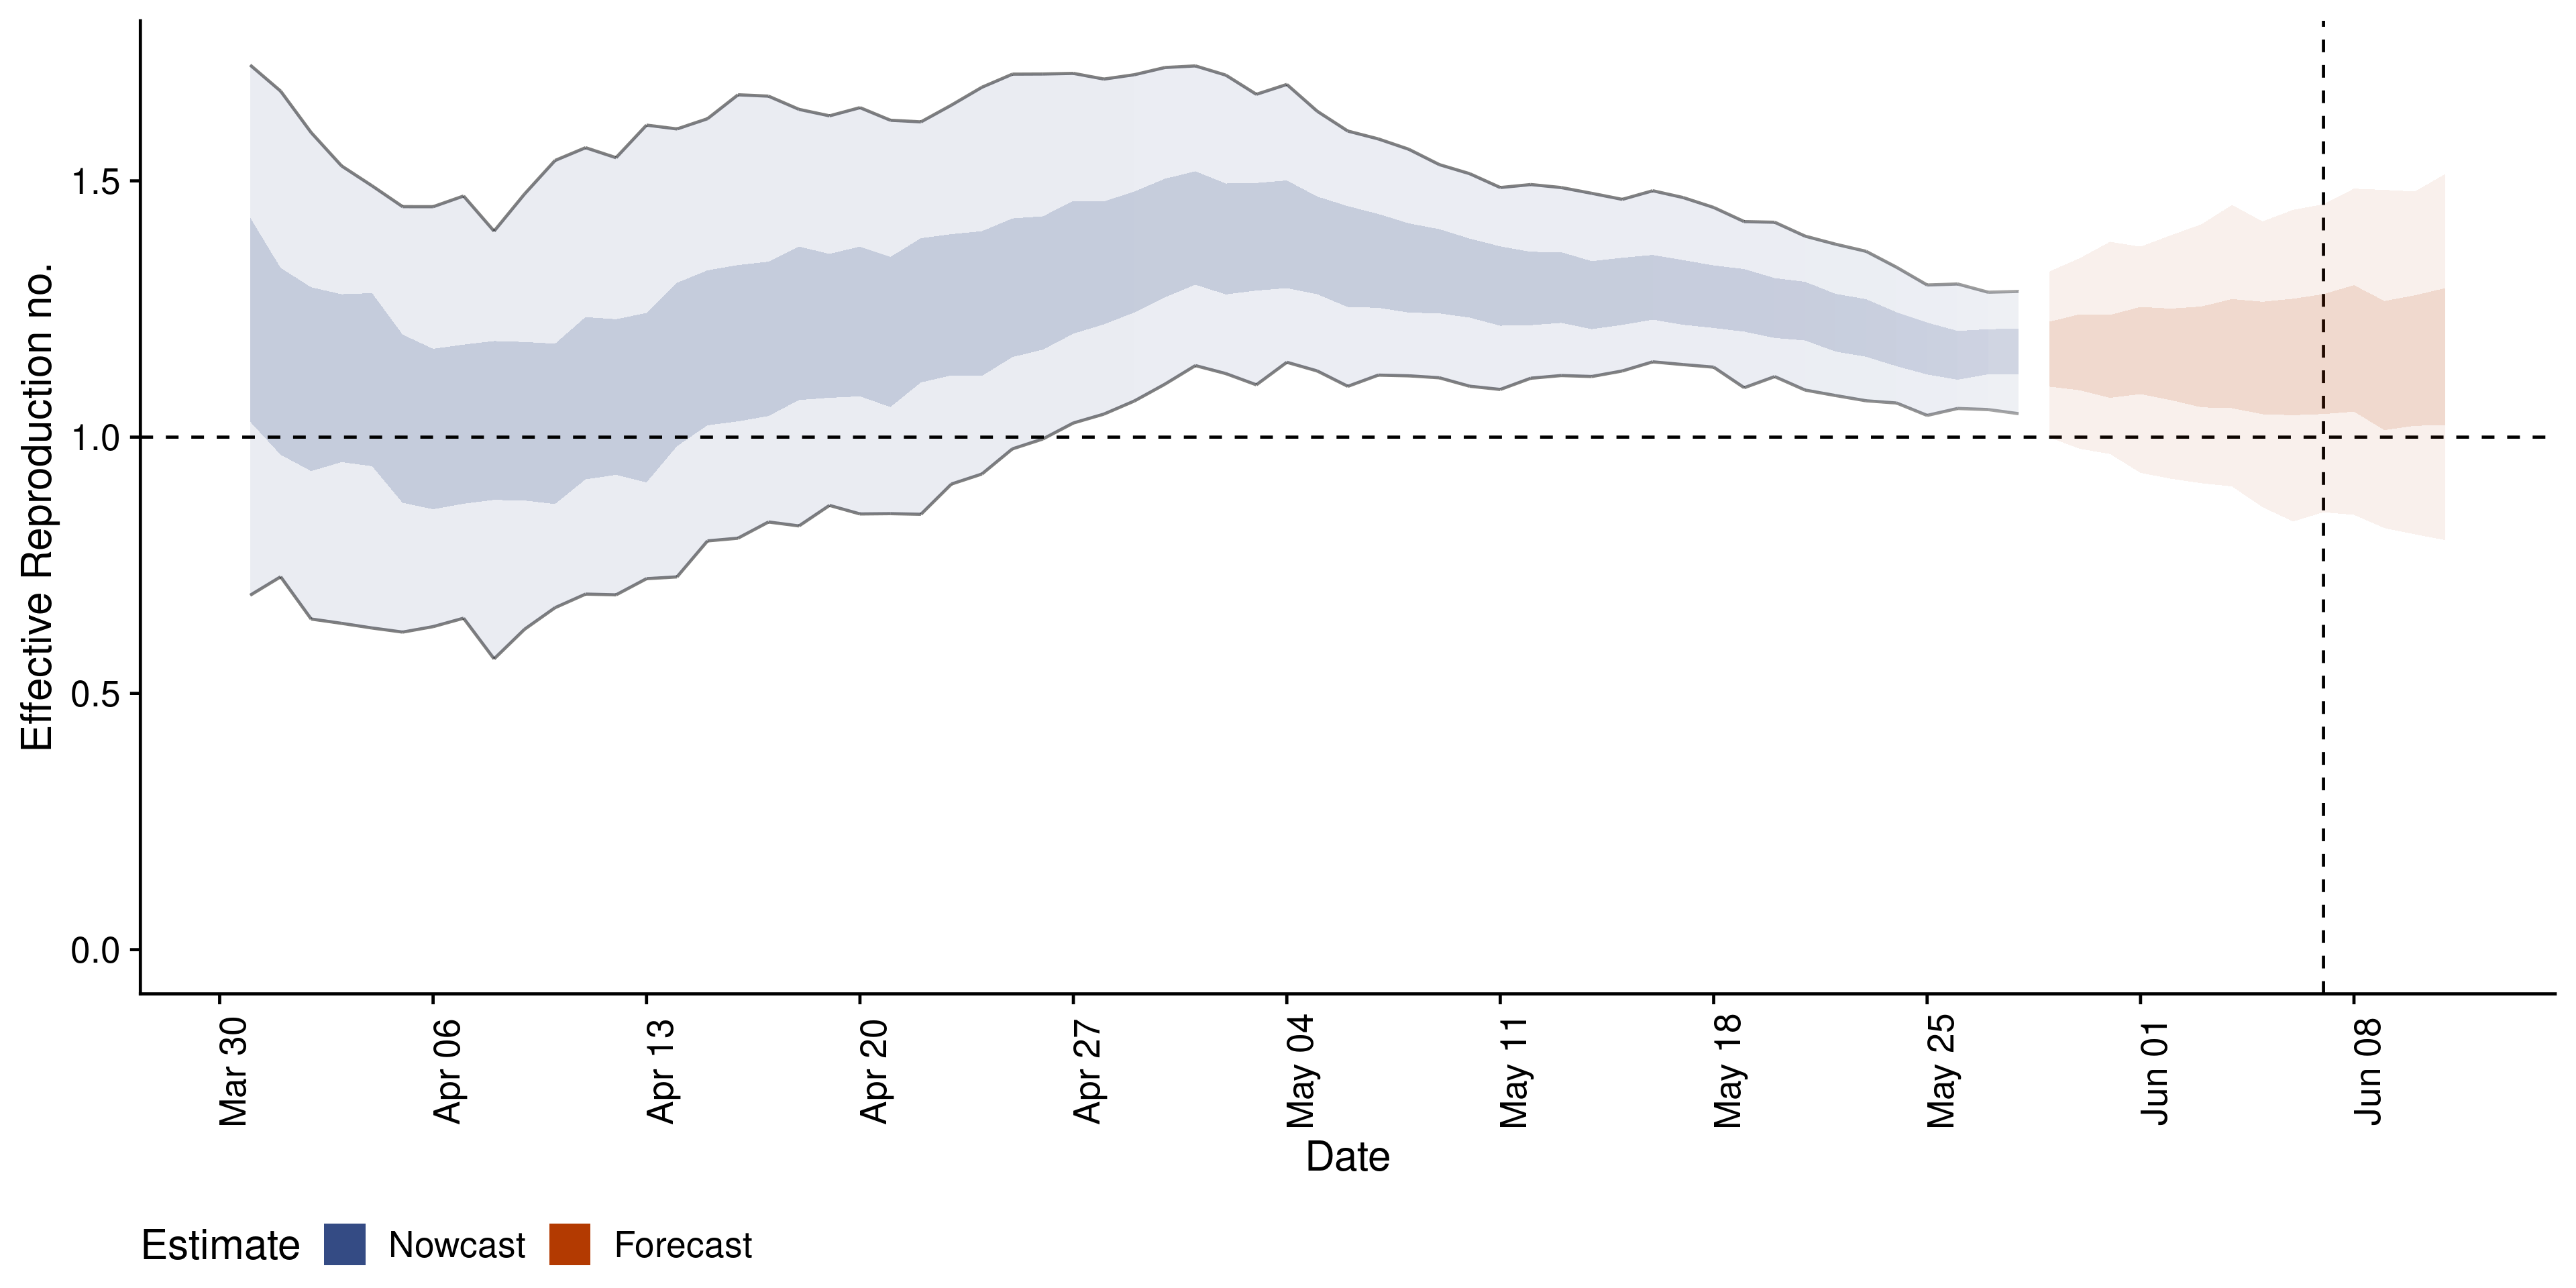 Effective Reproduction no.
1.5
1.0
0.5
0.0
Mar 30
Apr 06
Apr 13
Apr 20
Apr 27
May 04
May 11
May 18
May 25
Jun 01
Jun 08
Date
Estimate Nowcast Forecast